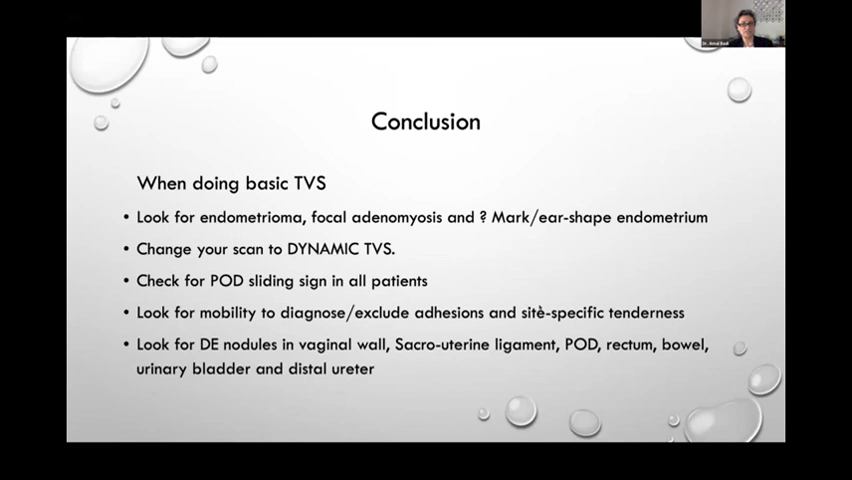 Conclusion
When doing basic TVS
• Look for endometrioma, focal adenomyosis and ? Mark/ear-shape endometrium
• Change your scan to DYNAMIC TVS.
• Check for POD sliding sign in all patients
• Look for mobility to diagnose/exclude adhesions and sitè-specific tenderness
• Look for DE nodules in vaginal wall, Sacro-uterine ligament, POD, rectum, bowel,
urinary bladder and distal ureter